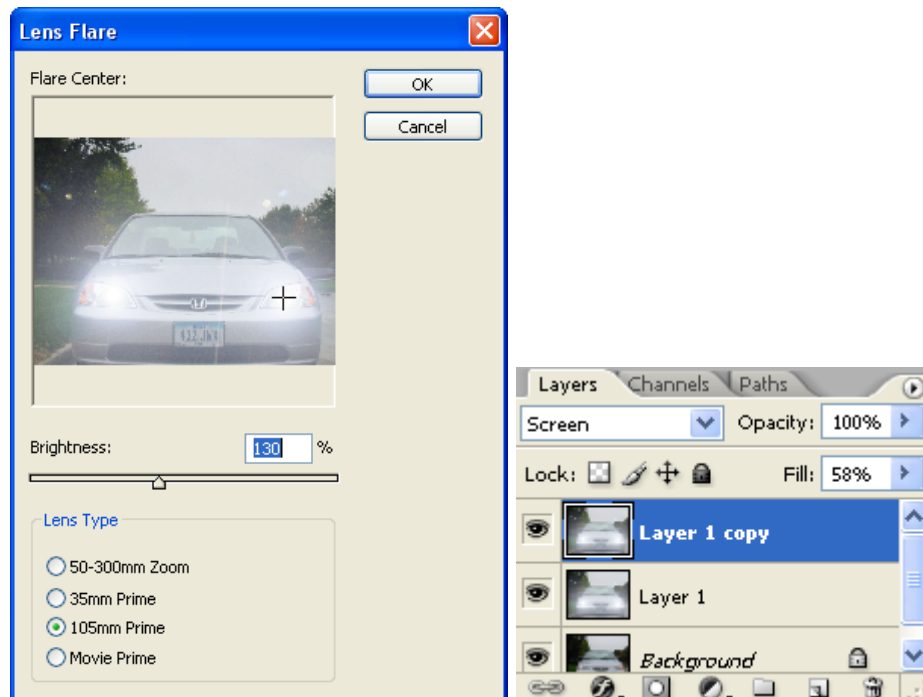 Lens Flare
Flare Center:
OK
Cancel
Brightness:
130 %
Lens Type
50-300mm Zoom
35mm Prime
105mm Prime
Movie Prime
Layers Channels Paths
Screen Opacity: 100%
Lock: Fill: 58%
Layer 1 copy
Layer 1
Background